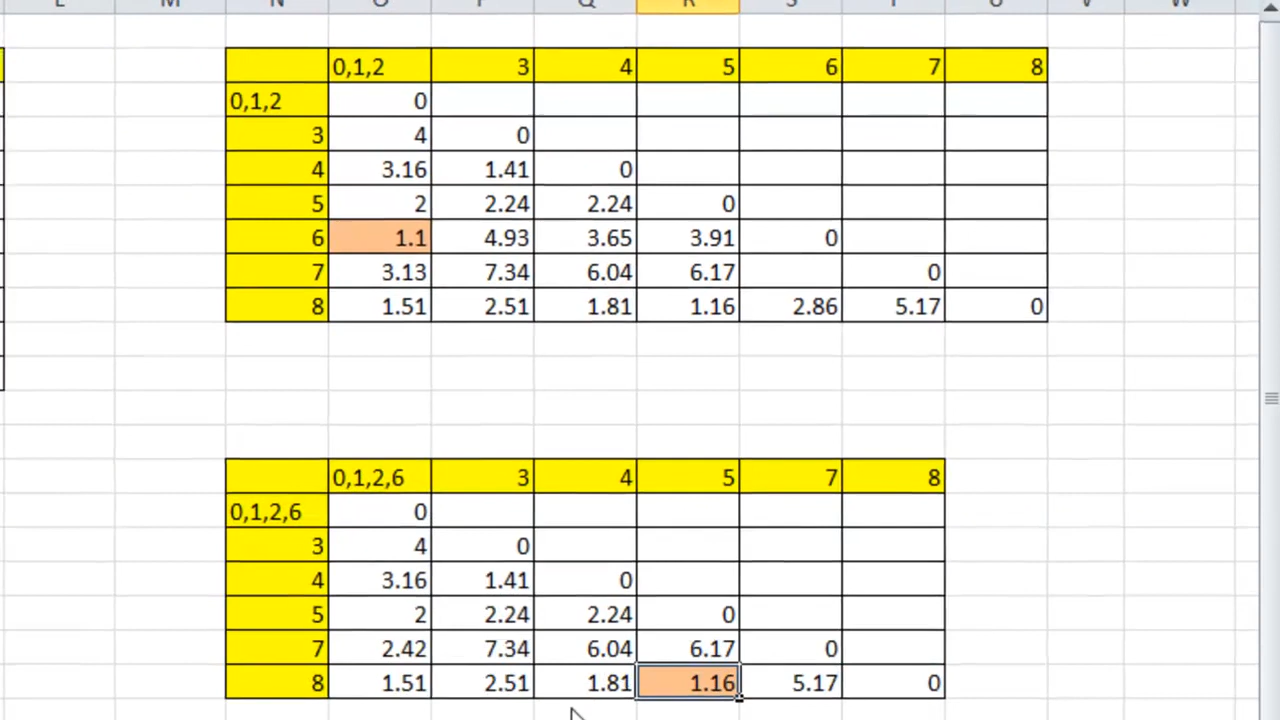 N Q R S U V W
0,1,2 3 4 5 6 7 8
0,1,2 0
3 4 0
4 3.16 1.41 0
5 2 2.24 2.24 0
6 1.1 4.93 3.65 3.91 0
7 3.13 7.34 6.04 6.17 0
8 1.51 2.51 1.81 1.16 2.86 5.17 0
0,1,2,6 3 4 5 7 8
0,1,2,6 0
3 4 0
4 3.16 1.41 0
5 2 2.24 2.24 0
7 2.42 7.34 6.04 6.17 0
8 1.51 2.51 1.81 1.16 5.17 0